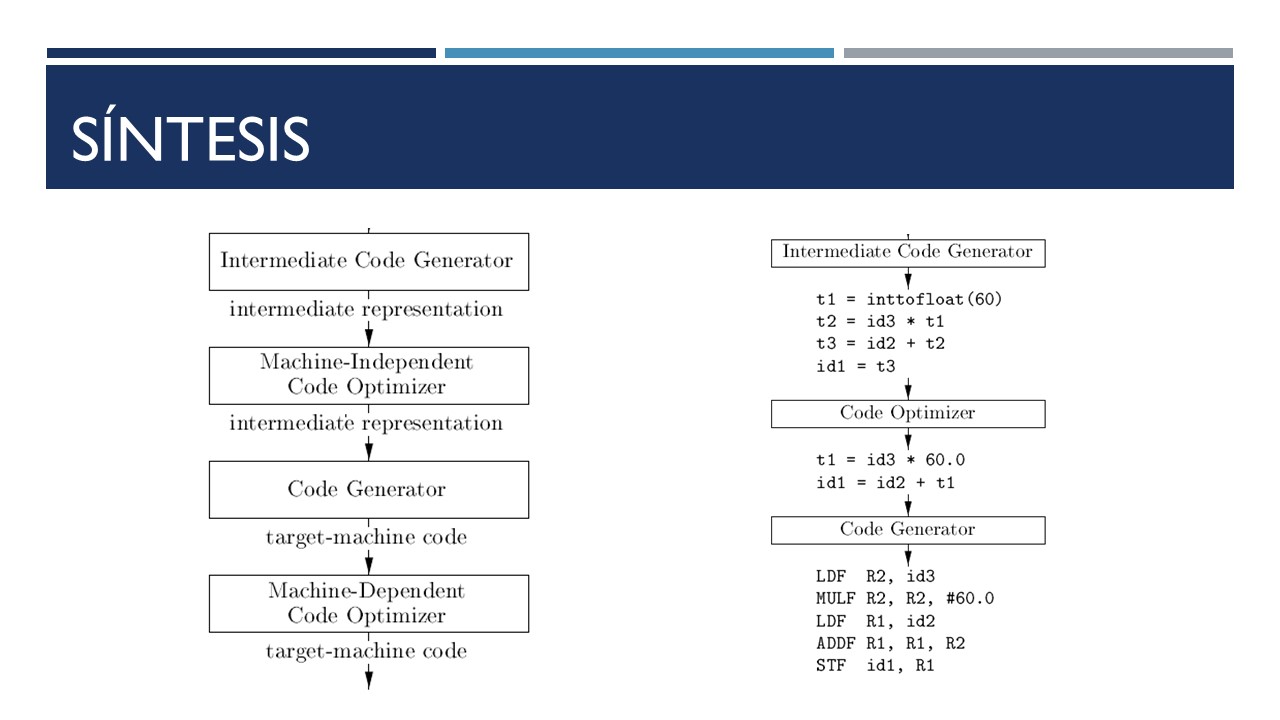 SÍNTESIS
Intermediate Code Generator
intermediate representation
Machine-Independent
Code Optimizer
intermediate representation
Code Generator
target-machine code
Machine-Dependent
Code Optimizer
target-machine code
Intermediate Code Generator
t1 = inttofloat(60)
t2 = id3 * t1
t3 = id2 + t2
id1 = t3
Code Optimizer
t1 = id3 * 60.0
id1 = id2 + t1
Code Generator
LDF R2, id3
MULF R2, R2, #60.0
LDF R1, id2
ADDF R1, R1, R2
STF id1, R1